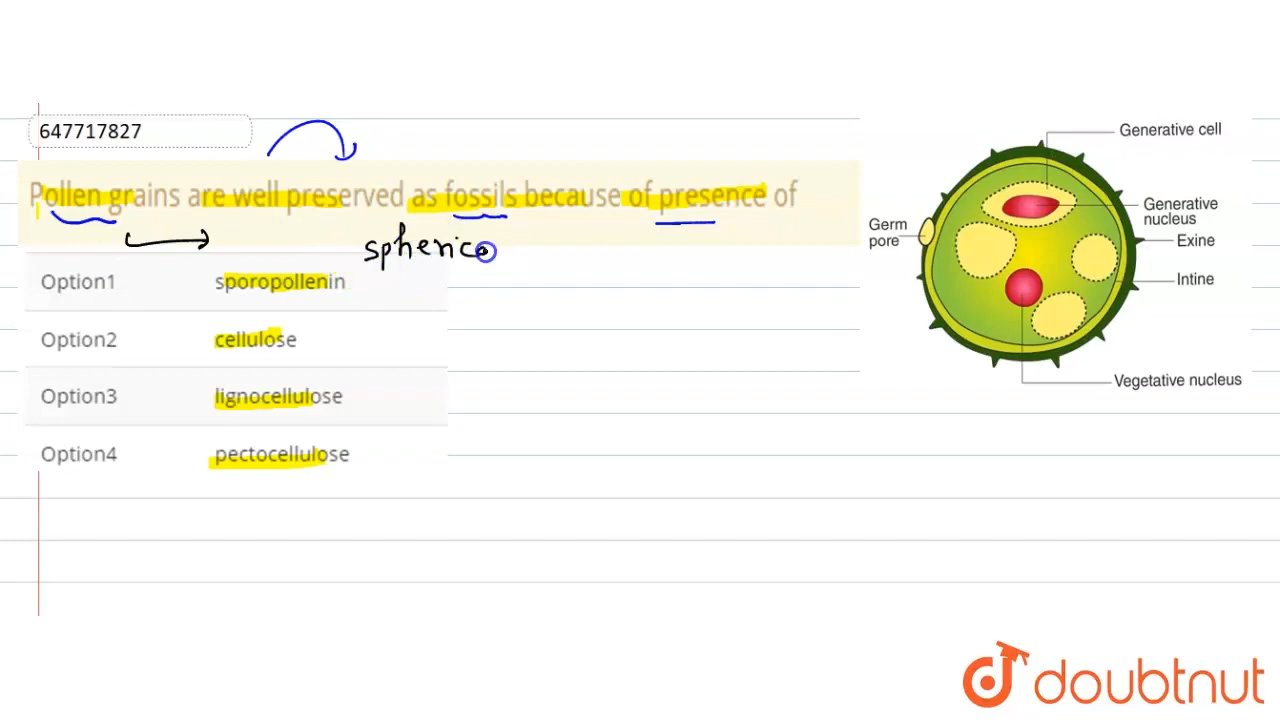 647717827
Pollen grains are well preserved as fossils because of presence of
spherica
Option1 sporopollenin
Option2 cellulose
Option3 lignocellulose
Option4 pectocellulose
Generative cell
Generative
nucleus
Germ
pore
Exine
Intine
Vegetative nucleus
doubtnut